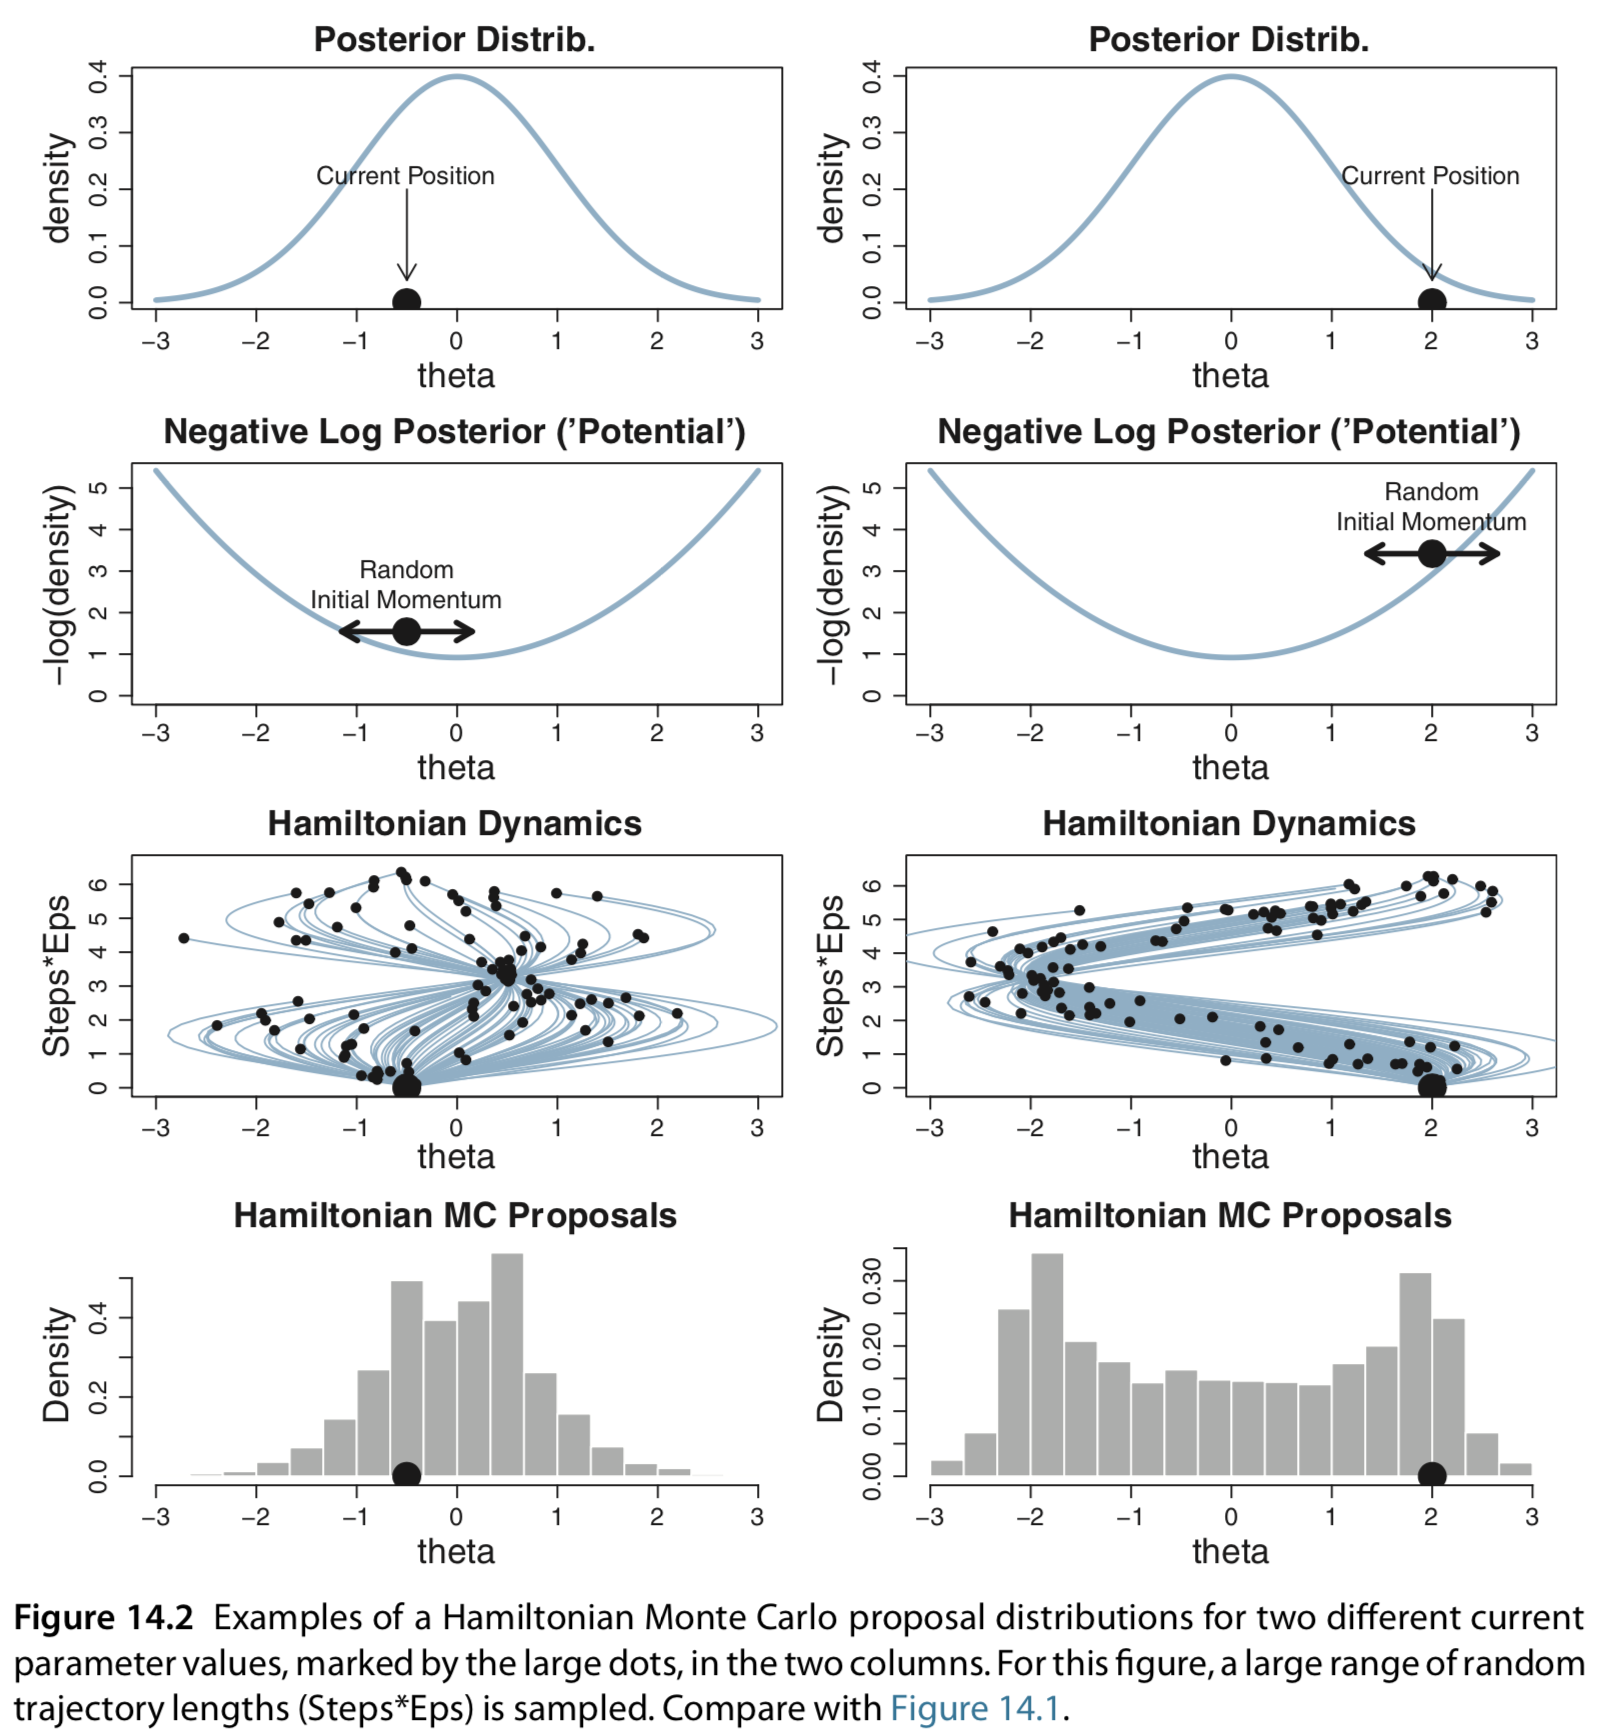 Posterior Distrib.
density
0.0 0.1 0.2 0.3 0.4
Current Position
−3 −2 −1 0 1 2 3
theta
Posterior Distrib.
density
0.0 0.1 0.2 0.3 0.4
Current Position
−3 −2 −1 0 1 2 3
theta
Negative Log Posterior (’Potential’)
−log(density)
0 1 2 3 4 5
Random
Initial Momentum
−3 −2 −1 0 1 2 3
theta
Negative Log Posterior (’Potential’)
−log(density)
0 1 2 3 4 5
Random
Initial Momentum
−3 −2 −1 0 1 2 3
theta
Hamiltonian Dynamics
Steps*Eps
0 1 2 3 4 5 6
−3 −2 −1 0 1 2 3
theta
Hamiltonian Dynamics
Steps*Eps
0 1 2 3 4 5 6
−3 −2 −1 0 1 2 3
theta
Hamiltonian MC Proposals
Density
0.0 0.2 0.4
−3 −2 −1 0 1 2 3
theta
Hamiltonian MC Proposals
Density
0.00 0.10 0.20 0.30
−3 −2 −1 0 1 2 3
theta
Figure 14.2 Examples of a Hamiltonian Monte Carlo proposal distributions for two different current
parameter values, marked by the large dots, in the two columns. For this figure, a large range of random
trajectory lengths (Steps*Eps) is sampled. Compare with Figure 14.1.